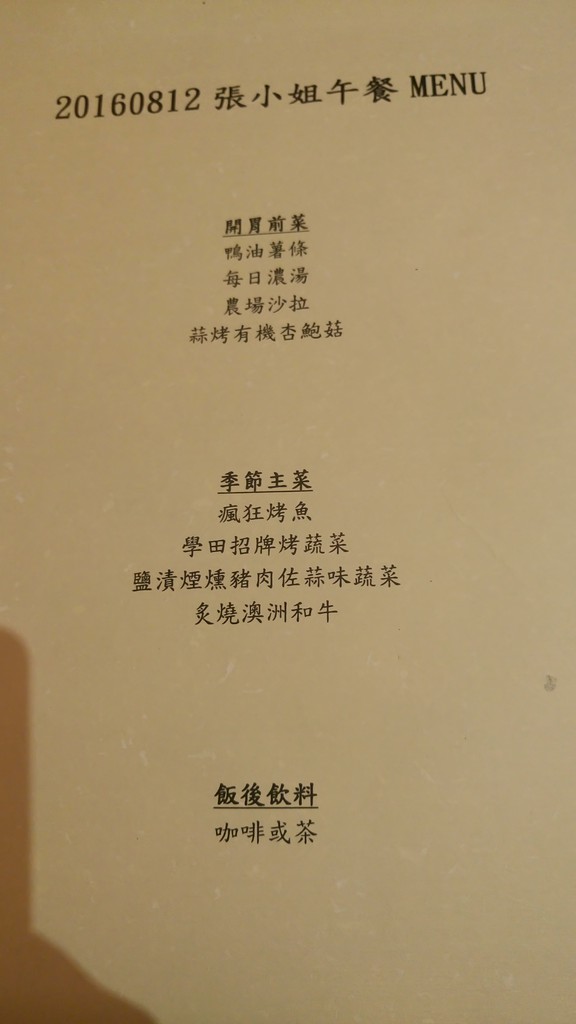 20160812 張小姐午餐 MENU
開胃前菜
鴨油薯條
每日濃湯
農場沙拉
蒜烤有機杏鮑菇
季節主菜
瘋狂烤魚
學田招牌烤蔬菜
鹽漬煙燻豬肉佐蒜味蔬菜
炙燒澳洲和牛
飯後飲料
咖啡或茶